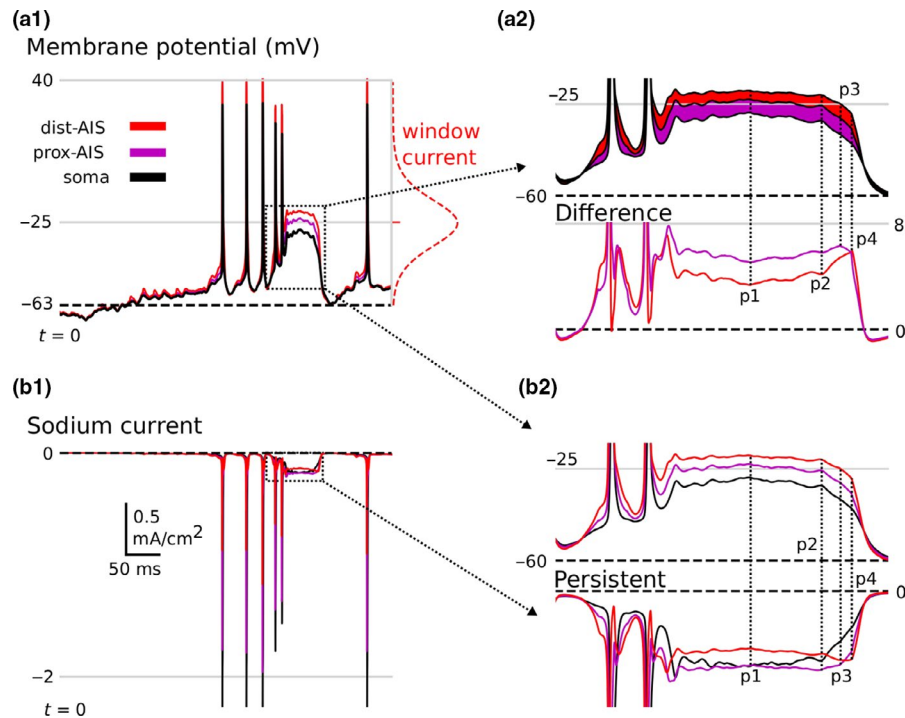 (a1)
Membrane potential (mV)
40
dist-AIS
prox-AIS
soma
window
current
−25
−63
t = 0
(a2)
−25
p3
−60
Difference
8
p4
p1
p2
0
(b1)
Sodium current
0
0.5
mA/cm2
50 ms
−2
t = 0
(b2)
−25
p2
−60
p4
Persistent
0
p1
p3